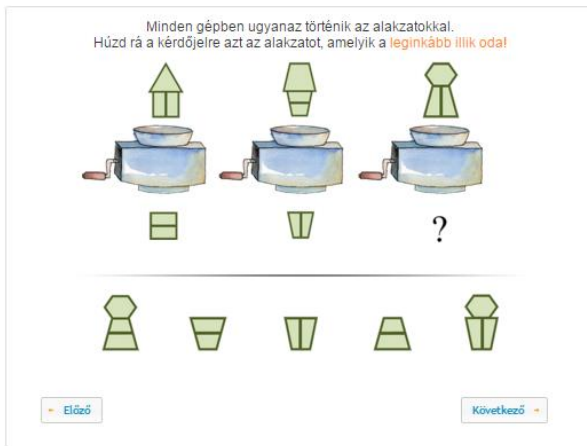 Minden gépben ugyanaz történik az alakzatokkal.
Húzd rá a kérdőjelre azt az alakzatot, amelyik a leginkább illik oda!
?
Előző
Következő